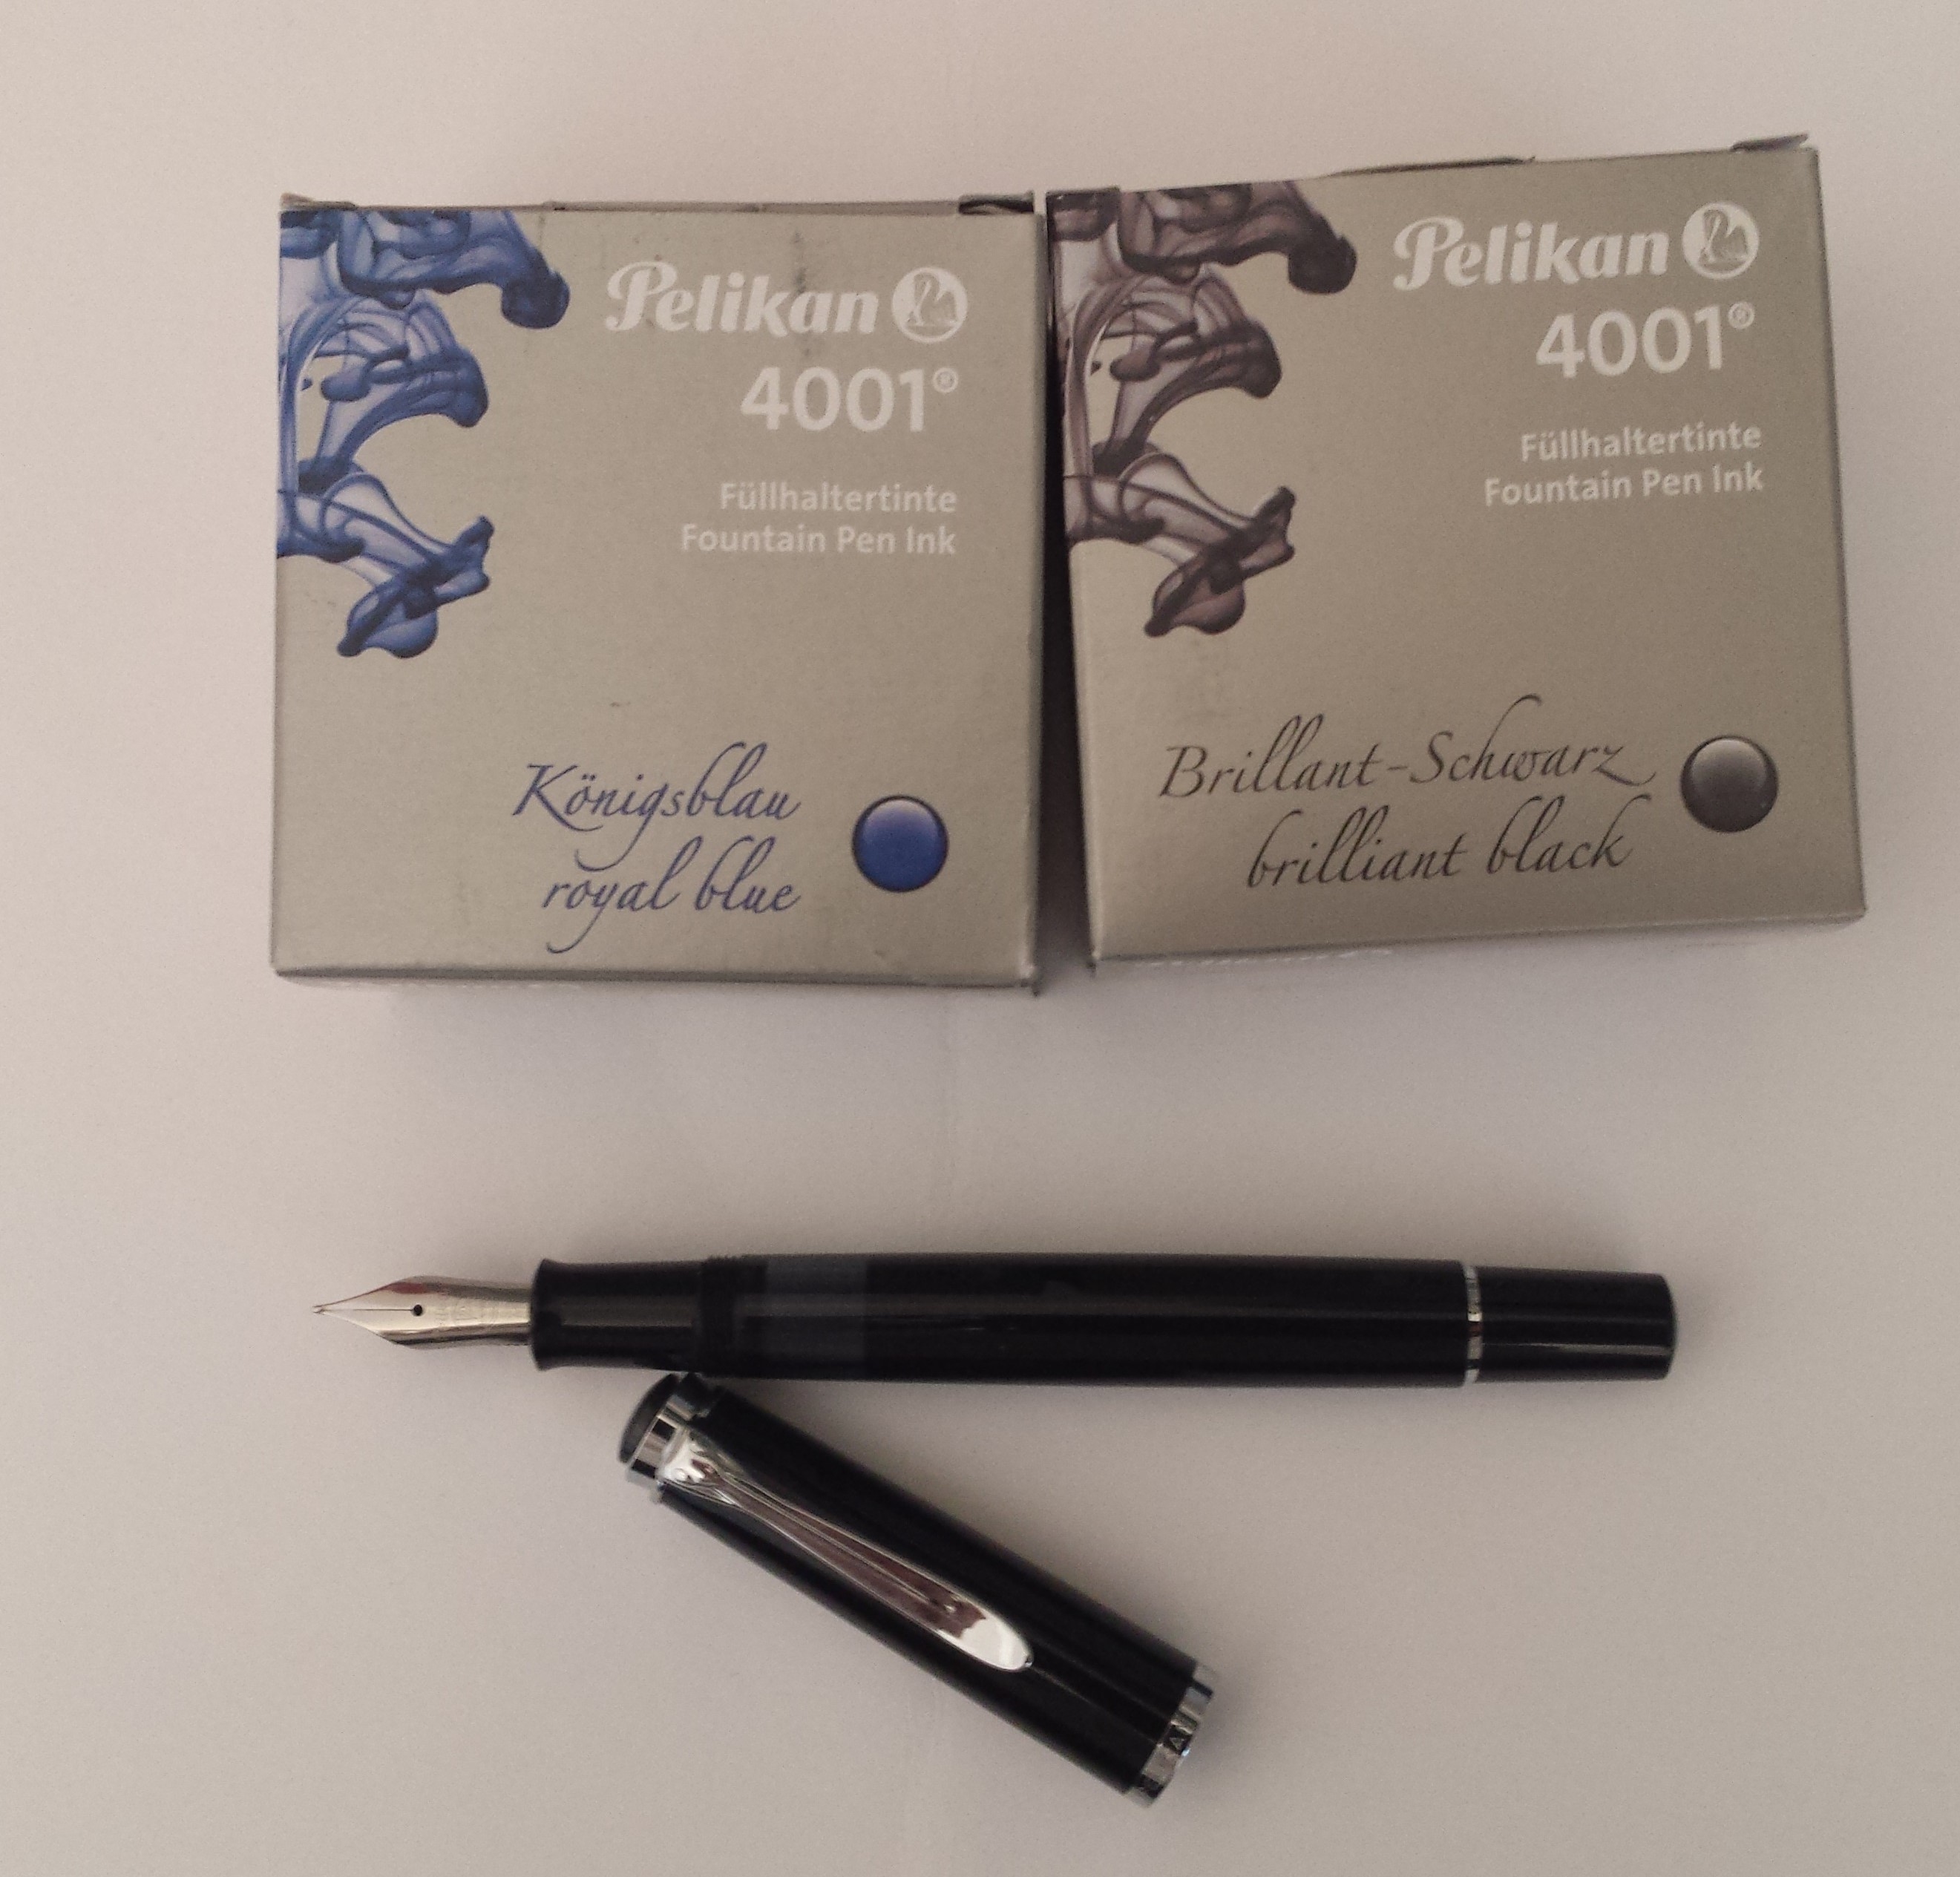 Pelikan
4001®
Füllhaltertinte
Fountain Pen Ink
Königsblau
royal blue
Pelikan
4001®
Füllhaltertinte
Fountain Pen Ink
Brillant-Schwarz
brilliant black